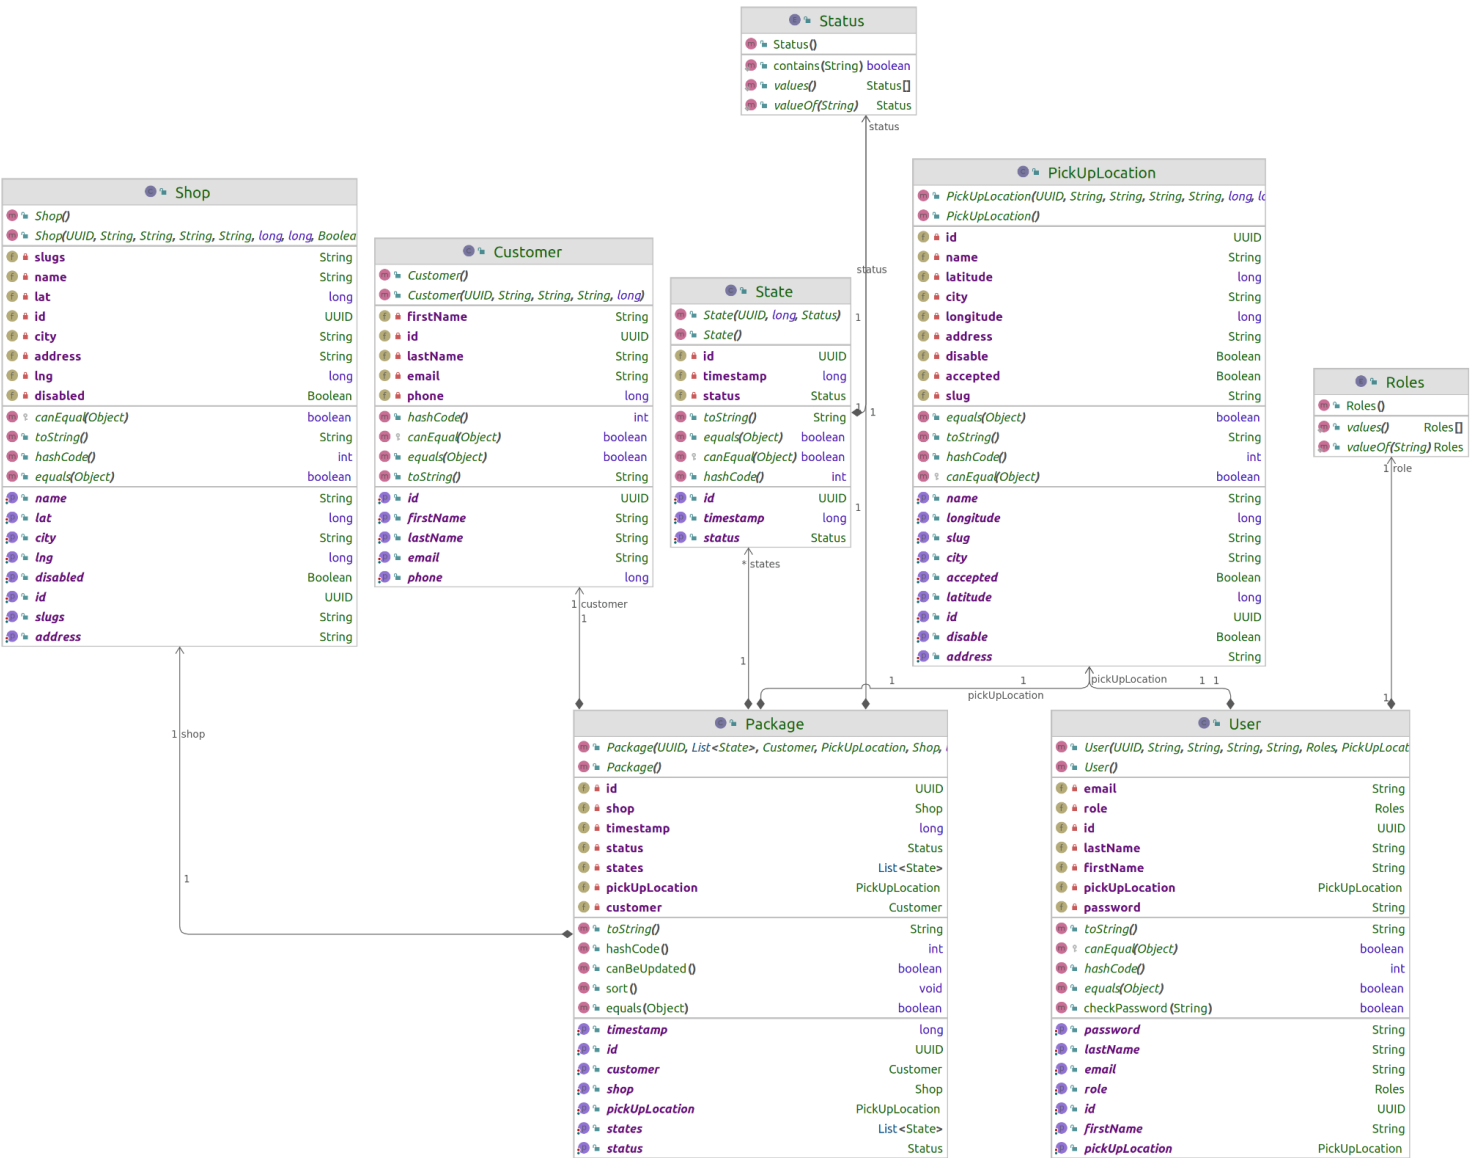 Status
Status()
contains(String) boolean
values() Status[]
valueOf(String) Status
status
status
1
1
1
1
Shop
Shop()
Shop(UUID, String, String, String, String, long, long, Boolea
slugs String
name String
lat long
id UUID
city String
address String
lng long
disabled Boolean
canEqual(Object) boolean
toString() String
hashCode() int
equals(Object) boolean
name String
lat long
city String
lng long
disabled Boolean
id UUID
slugs String
address String
1 shop
1
Customer
Customer()
Customer(UUID, String, String, String, long)
firstName String
id UUID
lastName String
email String
phone long
hashCode() int
canEqual(Object) boolean
equals(Object) boolean
toString() String
id UUID
firstName String
lastName String
email String
phone long
1 customer
1
State
State(UUID, long, Status)
State()
id UUID
timestamp long
status Status
toString() String
equals(Object) boolean
canEqual(Object) boolean
hashCode() int
id UUID
timestamp long
status Status
* states
1
PickUpLocation
PickUpLocation(UUID, String, String, String, String, long, lo
PickUpLocation()
id UUID
name String
latitude long
city String
longitude long
address String
disable Boolean
accepted Boolean
slug String
equals(Object) boolean
toString() String
hashCode() int
canEqual(Object) boolean
name String
longitude long
slug String
city String
accepted Boolean
latitude long
id UUID
disable Boolean
address String
1 1 pickUpLocation 1 1
pickUpLocation
Roles
Roles()
values() Roles[]
valueOf(String) Roles
1 role
1
Package
Package(UUID, List<State>, Customer, PickUpLocation, Shop,
Package()
id UUID
shop Shop
timestamp long
status Status
states List<State>
pickUpLocation PickUpLocation
customer Customer
toString() String
hashCode() int
canBeUpdated() boolean
sort() void
equals(Object) boolean
timestamp long
id UUID
customer Customer
shop Shop
pickUpLocation PickUpLocation
states List<State>
status Status
User
User(UUID, String, String, String, String, Roles, PickUpLocat
User()
email String
role Roles
id UUID
lastName String
firstName String
pickUpLocation PickUpLocation
password String
toString() String
canEqual(Object) boolean
hashCode() int
equals(Object) boolean
checkPassword(String) boolean
password String
lastName String
email String
role Roles
id UUID
firstName String
pickUpLocation PickUpLocation